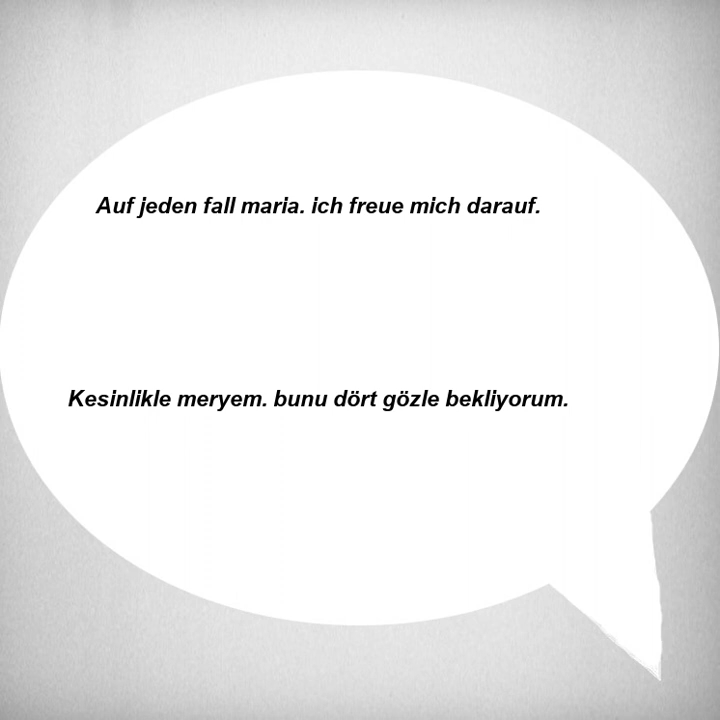 Auf jeden fall maria. ich freue mich darauf.
Kesinlikle meryem. bunu dört gözle bekliyorum.